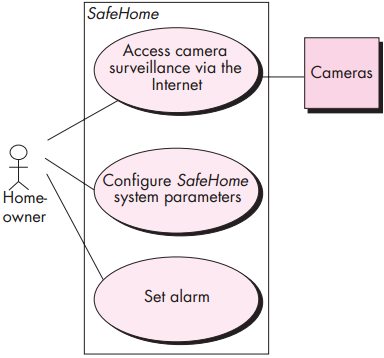 SafeHome
Access camera
surveillance via the
Internet
Cameras
Configure SafeHome
system parameters
Home-
owner
Set alarm